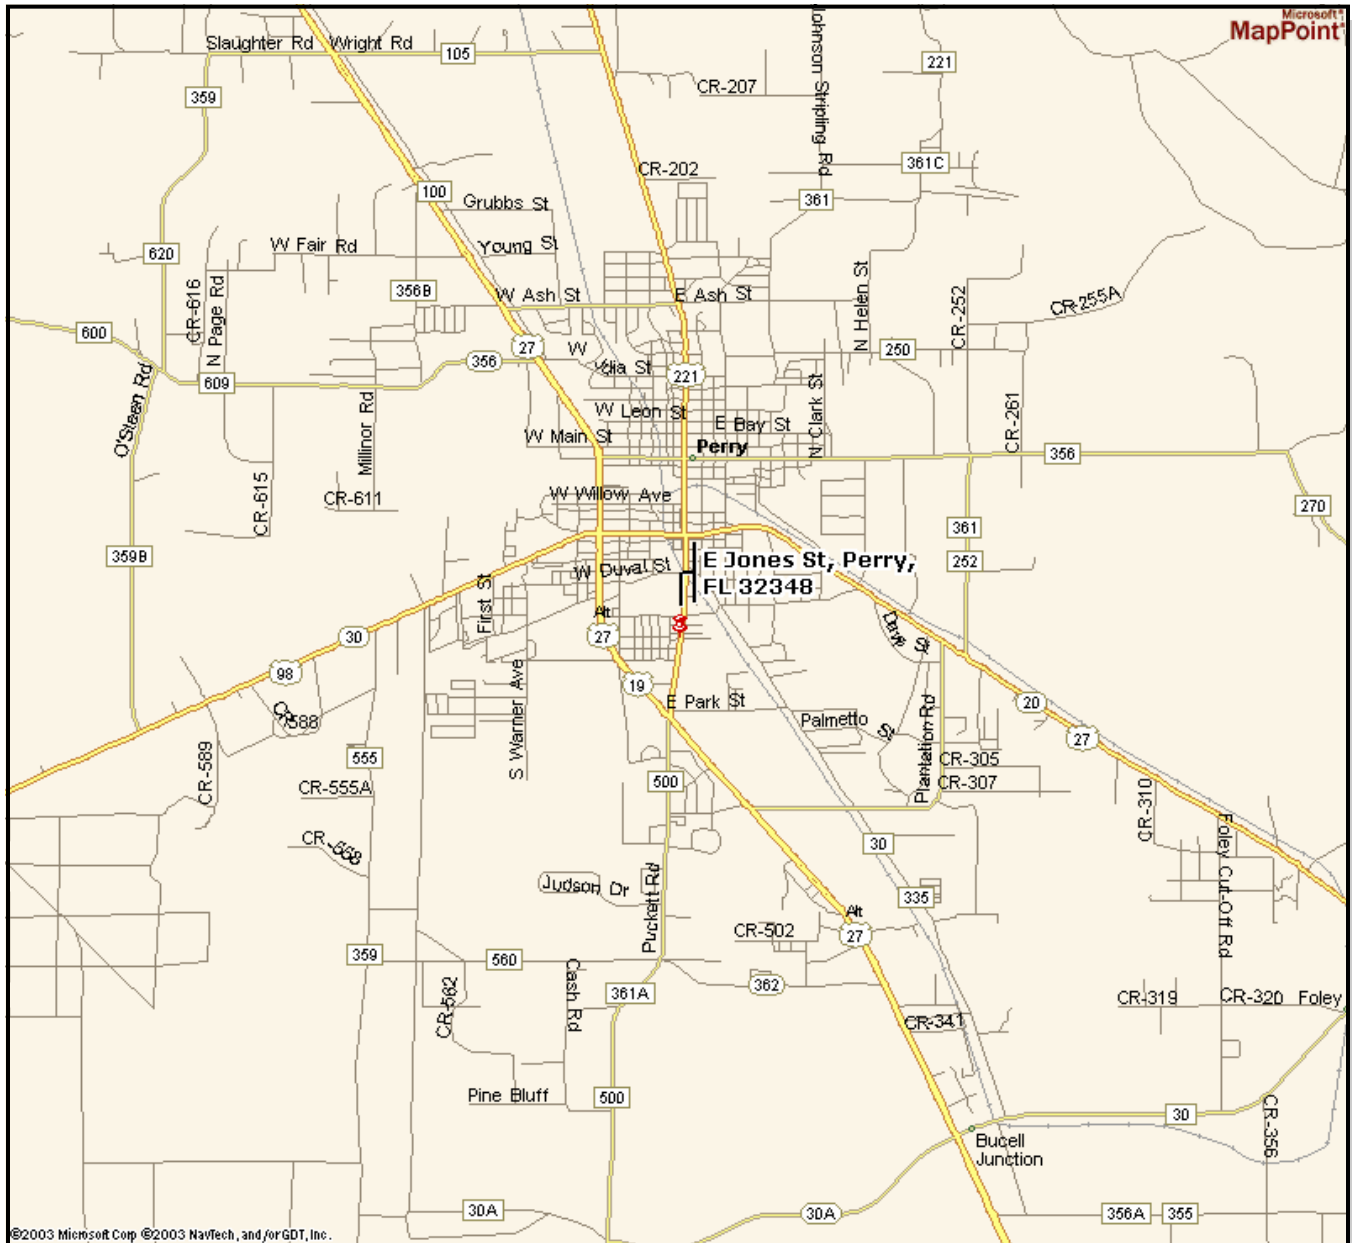 Microsoft®
MapPoint®
Slaughter Rd
Wright Rd
105
Johnson Stripling Rd
221
359
CR-207
361C
CR-202
100
361
Grubbs St
Young St
W Fair Rd
620
356B
CR-616
N Page Rd
W Ash St
E Ash St
N Helen St
CR-252
CR-255A
600
27
W
356
ydia St
250
221
609
O'Steen Rd
Millinor Rd
W Leon St
E Bay St
N Clark St
CR-261
W Main St
Perry
356
CR-615
CR-611
W Willow Ave
270
359B
361
252
W Duval St
E Jones St, Perry,
FL 32348
First St
Alt
27
30
98
Davis St
19
E Park St
20
27
CR-588
S Warner Ave
Palmetto St
Plantation Rd
CR-589
555
CR-305
CR-307
500
CR-555A
CR-310
CR-558
30
Foley Cut-Off Rd
Judson Dr
Puckett Rd
335
Alt
27
CR-502
359
560
362
361A
Cash Rd
CR-562
CR-319
CR-320
Foley
CR-341
Pine Bluff
500
30
CR-356
Bucell
Junction
30A
30A
356A
355
©2003 Microsoft Corp ©2003 NavTech, and/or GDT, Inc.